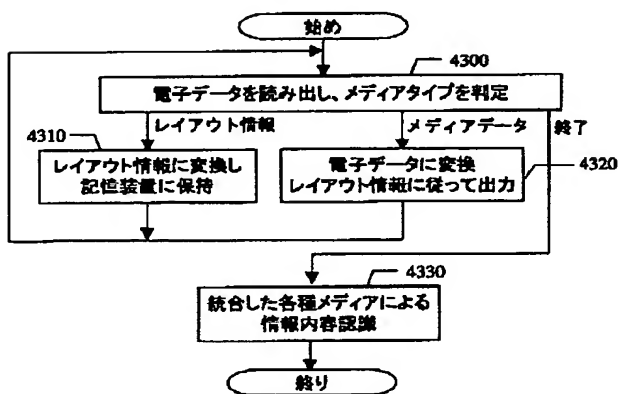 始め
4300
電子データを読み出し、メディアタイプを判定
レイアウト情報
メディアデータ
終了
4310
レイアウト情報に変換し
記憶装置に保持
電子データに変換
レイアウト情報に従って出力
4320
4330
統合した各種メディアによる
情報内容認識
終り